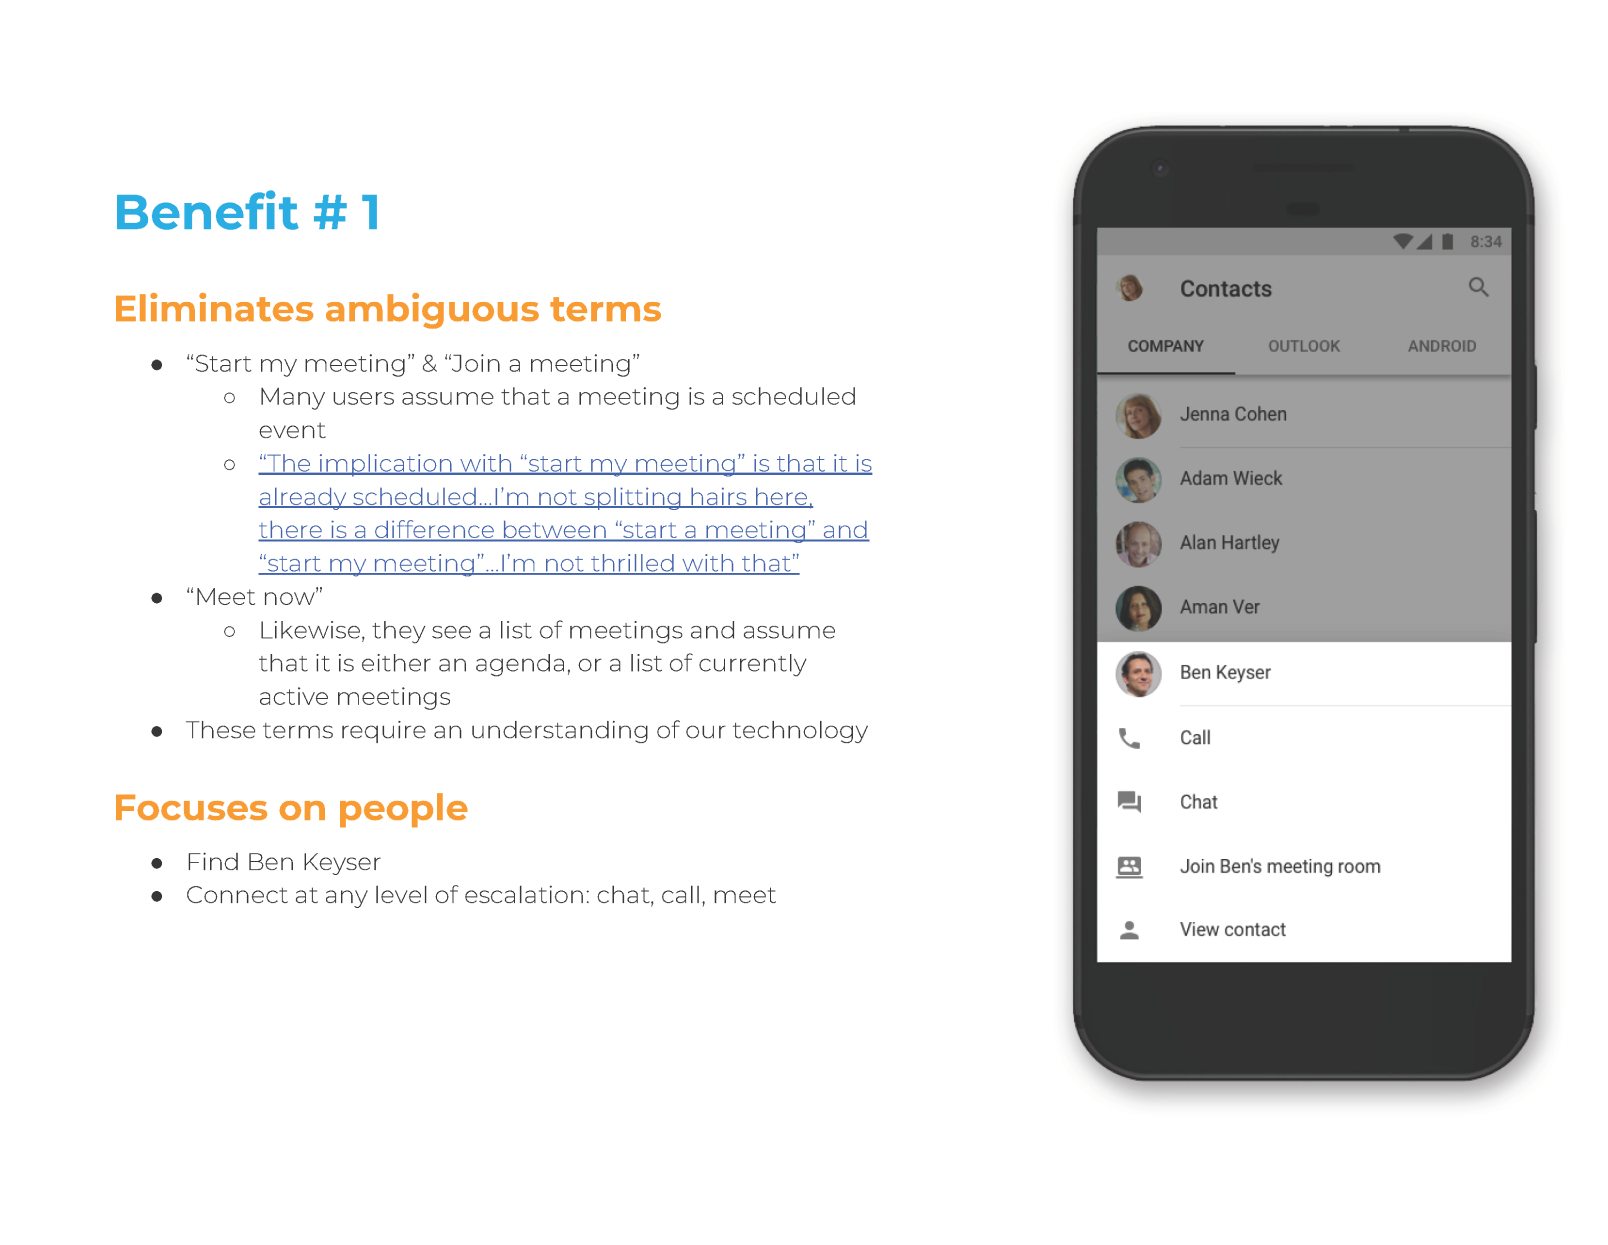 Benefit # 1
Eliminates ambiguous terms
● “Start my meeting” & “Join a meeting”
○ Many users assume that a meeting is a scheduled
event
○ “The implication with “start my meeting” is that it is
already scheduled...I’m not splitting hairs here,
there is a difference between “start a meeting” and
“start my meeting”...I’m not thrilled with that”
● “Meet now”
○ Likewise, they see a list of meetings and assume
that it is either an agenda, or a list of currently
active meetings
● These terms require an understanding of our technology
Focuses on people
● Find Ben Keyser
● Connect at any level of escalation: chat, call, meet
8:34
Contacts
COMPANY OUTLOOK ANDROID
Jenna Cohen
Adam Wieck
Alan Hartley
Aman Ver
Ben Keyser
Call
Chat
Join Ben's meeting room
View contact